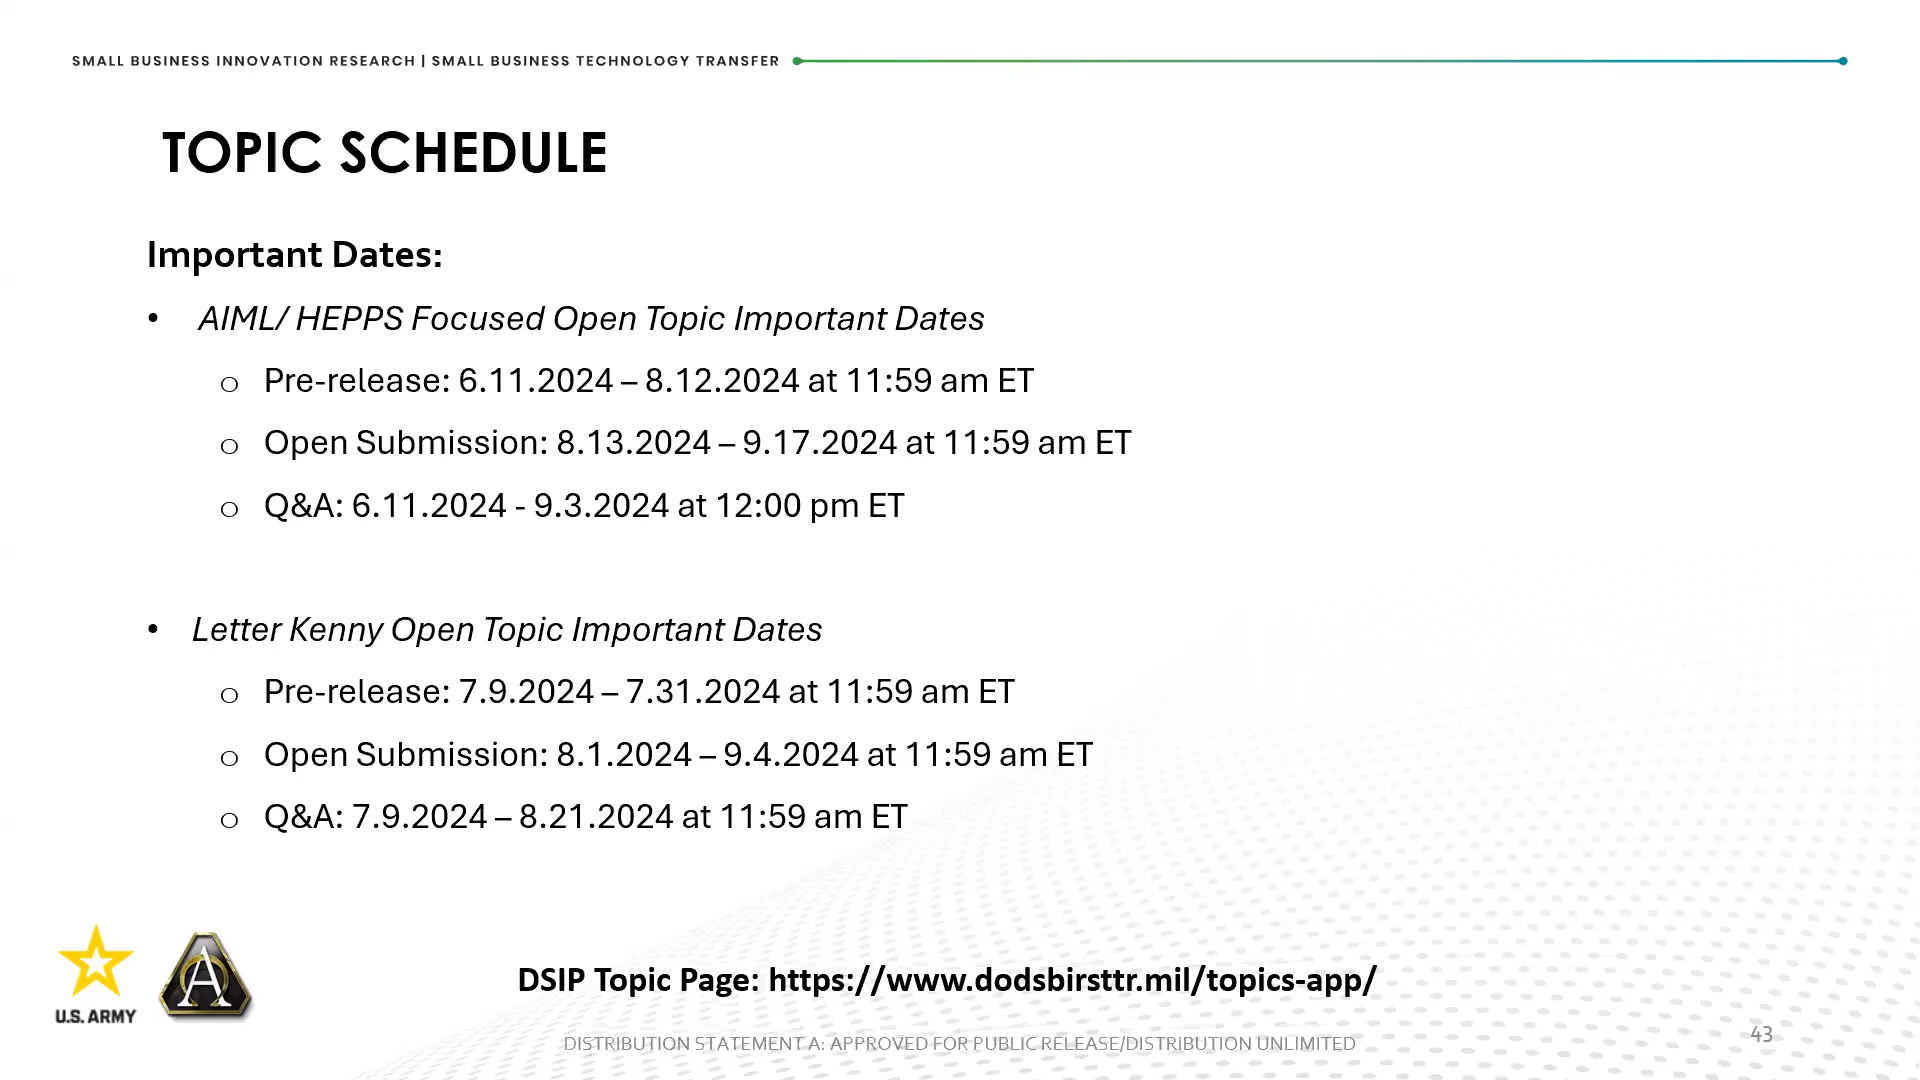 SMALL BUSINESS INNOVATION RESEARCH | SMALL BUSINESS TECHNOLOGY TRANSFER
TOPIC SCHEDULE
Important Dates:
• AIML/ HEPPS Focused Open Topic Important Dates
o Pre-release: 6.11.2024 – 8.12.2024 at 11:59 am ET
o Open Submission: 8.13.2024 – 9.17.2024 at 11:59 am ET
o Q&A: 6.11.2024 - 9.3.2024 at 12:00 pm ET
• Letter Kenny Open Topic Important Dates
o Pre-release: 7.9.2024 – 7.31.2024 at 11:59 am ET
o Open Submission: 8.1.2024 – 9.4.2024 at 11:59 am ET
o Q&A: 7.9.2024 – 8.21.2024 at 11:59 am ET
U.S. ARMY
DSIP Topic Page: https://www.dodsbirsttr.mil/topics-app/
DISTRIBUTION STATEMENT A: APPROVED FOR PUBLIC RELEASE/DISTRIBUTION UNLIMITED
43